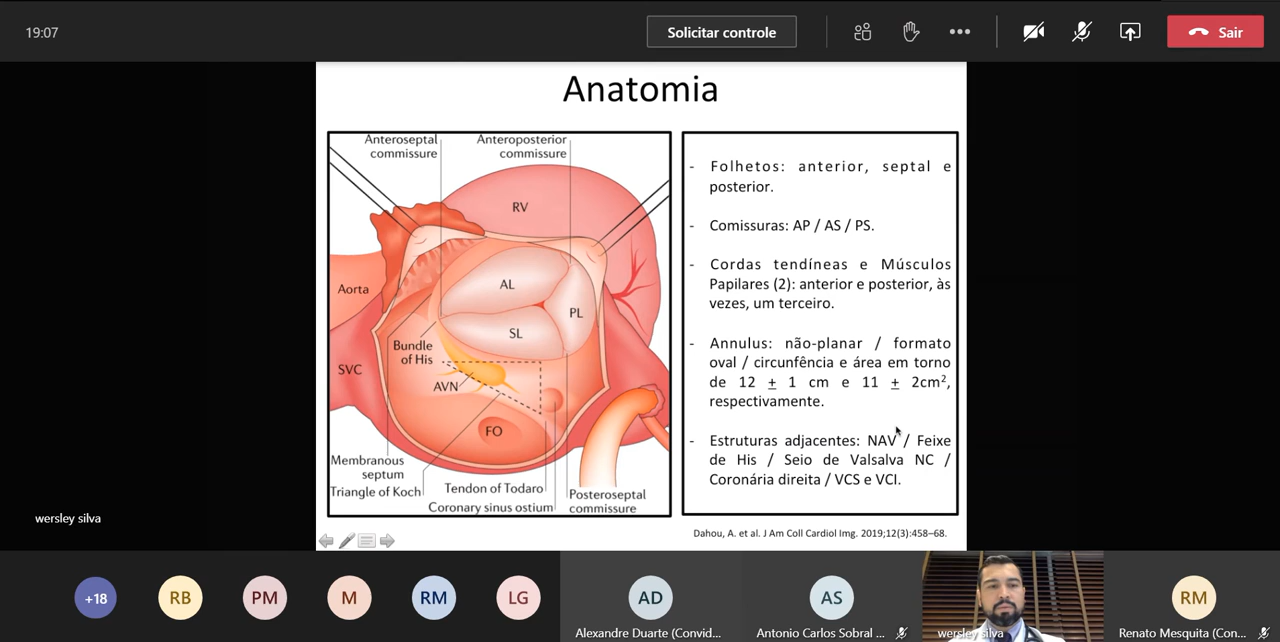 19:07
Solicitar controle
Sair
Anatomia
Anteroseptal
commissure
Anteroposterior
commissure
RV
Aorta
AL
PL
SL
Bundle
of His
SVC
AVN
FO
Membranous
septum
Triangle of Koch
Tendon of Todaro
Coronary sinus ostium
Posteroseptal
commissure
- Folhetos: anterior, septal e
posterior.
- Comissuras: AP / AS / PS.
- Cordas tendíneas e Músculos
Papilares (2): anterior e posterior, às
vezes, um terceiro.
- Annulus: não-planar / formato
oval / circunfência e área em torno
de 12 ± 1 cm e 11 ± 2cm²,
respectivamente.
- Estruturas adjacentes: NAV / Feixe
de His / Seio de Valsalva NC /
Coronária direita / VCS e VCI.
Dahou, A. et al. J Am Coll Cardiol Img. 2019;12(3):458–68.
wersley silva
+18
RB
PM
M
RM
LG
AD
Alexandre Duarte (Convid...
AS
Antonio Carlos Sobral ...
wersley silva
RM
Renato Mesquita (Con...